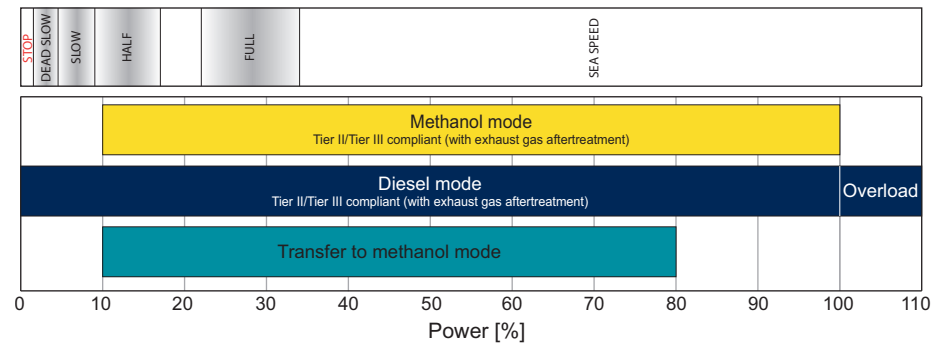 STOP
DEAD SLOW
SLOW
HALF
FULL
SEA SPEED
Methanol mode
Tier II/Tier III compliant (with exhaust gas aftertreatment)
Diesel mode
Tier II/Tier III compliant (with exhaust gas aftertreatment)
Overload
Transfer to methanol mode
0 10 20 30 40 50 60 70 80 90 100 110
Power [%]